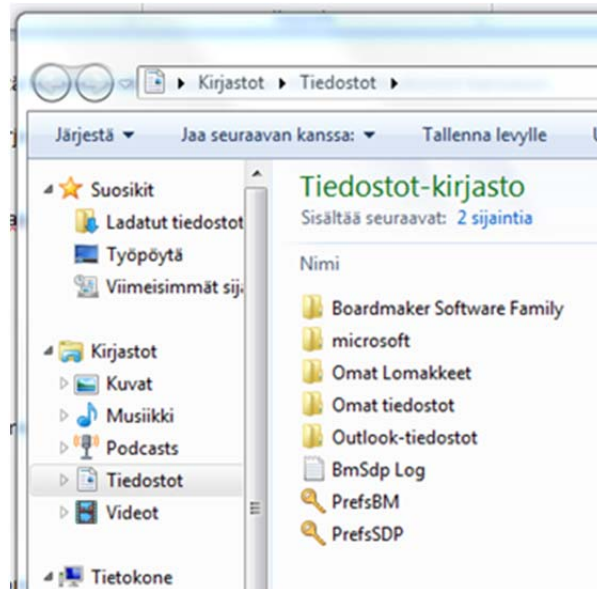 Kirjastot Tiedostot
Järjestä Jaa seuraavan kanssa: Tallenna levylle
Suosikit
Ladatut tiedostot
Työpöytä
Viimeisimmät sij
Kirjastot
Kuvat
Musiikki
Podcasts
Tiedostot
Videot
Tietokone
Tiedostot-kirjasto
Sisältää seuraavat: 2 sijaintia
Nimi
Boardmaker Software Family
microsoft
Omat Lomakkeet
Omat tiedostot
Outlook-tiedostot
BmSdp Log
PrefsBM
PrefsSDP